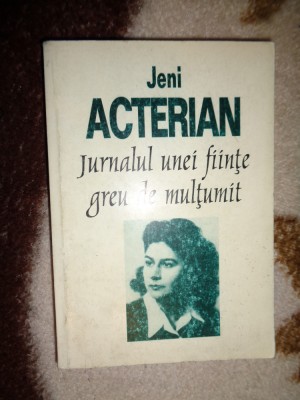 Jeni
ACTERIAN
Jurnalul unei ființe
greu de mulțumit